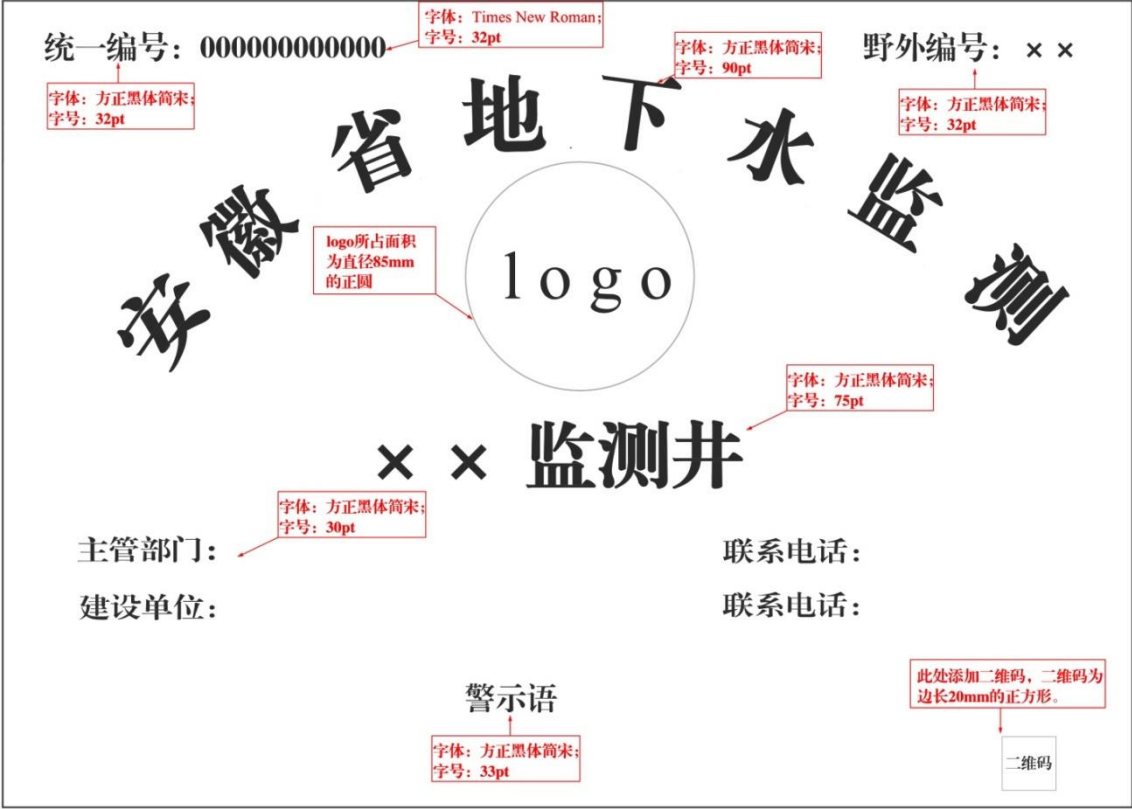 统一编号：000000000000
字体：Times New Roman；
字号：32pt
野外编号：××
字体：方正黑体简宋；
字号：32pt
字体：方正黑体简宋；
字号：90pt
字体：方正黑体简宋；
字号：32pt
安徽省地下水监测
logo所占面积
为直径85mm
的正圆
logo
字体：方正黑体简宋；
字号：75pt
××监测井
字体：方正黑体简宋；
字号：30pt
主管部门：
联系电话：
建设单位：
联系电话：
此处添加二维码，二维码为
边长20mm的正方形。
警示语
字体：方正黑体简宋；
字号：33pt
二维码